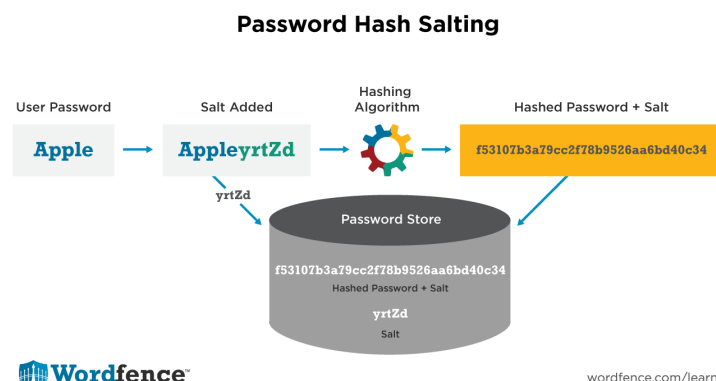 Password Hash Salting
User Password
Salt Added
Hashing
Algorithm
Hashed Password + Salt
Apple
AppleyrtZd
f53107b3a79cc2f78b9526aa6bd40c34
yrtZd
Password Store
f53107b3a79cc2f78b9526aa6bd40c34
Hashed Password + Salt
yrtZd
Salt
Wordfence™
wordfence.com/learn